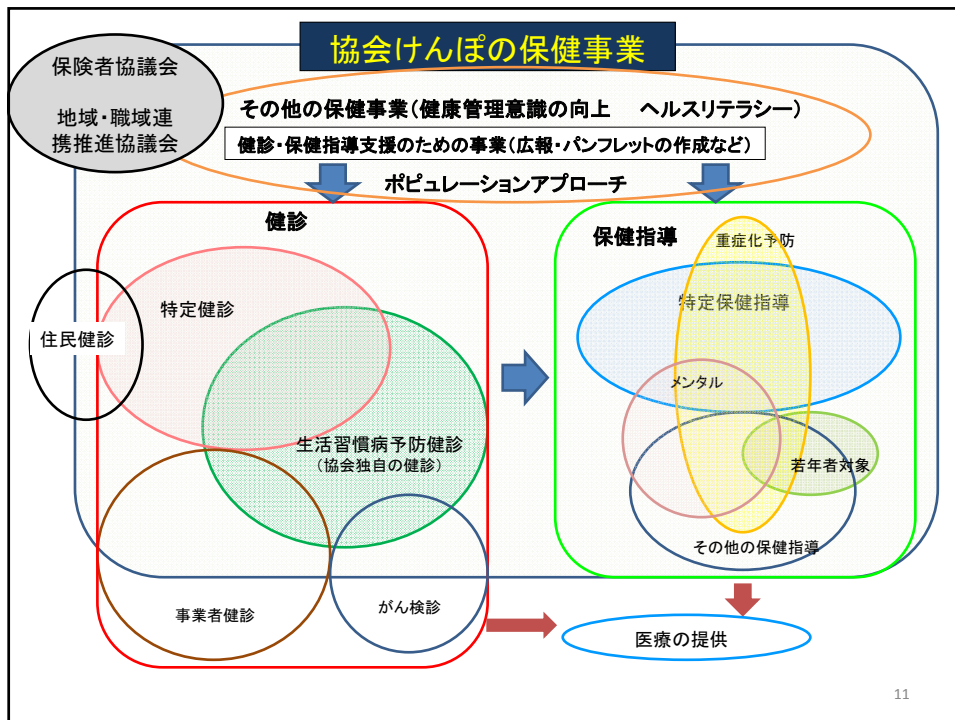 協会けんぽの保健事業
保険者協議会
地域・職域連
携推進協議会
その他の保健事業(健康管理意識の向上　ヘルスリテラシー)
健診・保健指導支援のための事業(広報・パンフレットの作成など)
ポピュレーションアプローチ
健診
特定健診
住民健診
生活習慣病予防健診
(協会独自の健診)
事業者健診
がん検診
保健指導
重症化予防
特定保健指導
メンタル
若年者対象
その他の保健指導
医療の提供
11